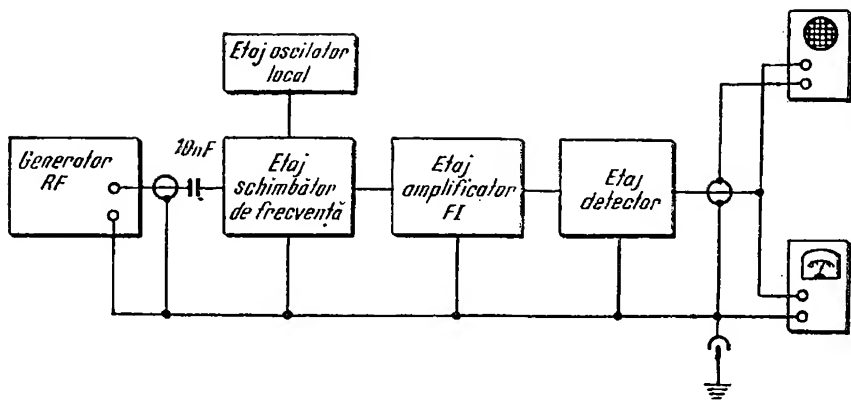 Etaj oscilator
local
Generator
RF
10nF
Etaj
schimbător
de frecvență
Etaj
amplificator
FI
Etaj
detector